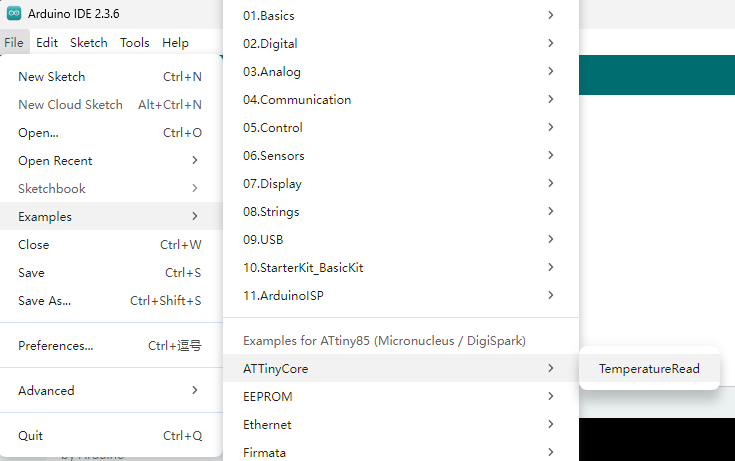 Arduino IDE 2.3.6
File Edit Sketch Tools Help
New Sketch Ctrl+N
New Cloud Sketch Alt+Ctrl+N
Open... Ctrl+O
Open Recent
Sketchbook
Examples
Close Ctrl+W
Save Ctrl+S
Save As... Ctrl+Shift+S
Preferences... Ctrl+逗号
Advanced
Quit Ctrl+Q
by Arduino
01.Basics
02.Digital
03.Analog
04.Communication
05.Control
06.Sensors
07.Display
08.Strings
09.USB
10.StarterKit_BasicKit
11.ArduinoISP
Examples for ATtiny85 (Micronucleus / DigiSpark)
ATTinyCore
EEPROM
Ethernet
Firmata
TemperatureRead